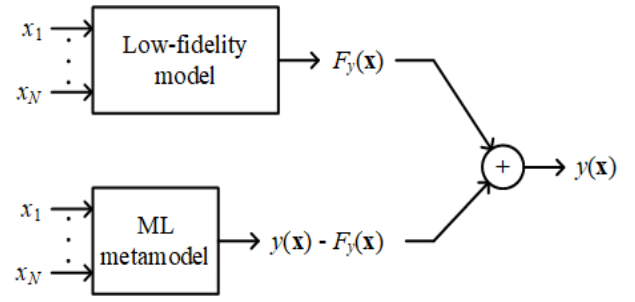 x1
Low-fidelity
model
xN
Fy(x)
+
y(x)
x1
ML
metamodel
xN
y(x) - Fy(x)